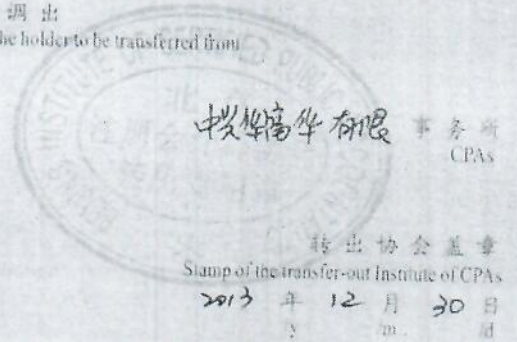 调出
he holder to be transferred from
中兴华富华有限 事务所
CPAs
转出协会盖章
Stamp of the transfer-out Institute of CPAs
2013 年 12 月 30 日
/y /m /d